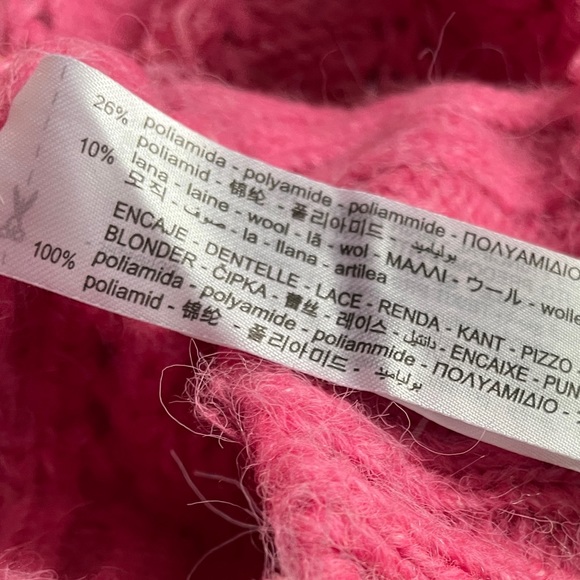 26% poliamida - polyamide - poliammide - ΠΟΛΥΑΜΙΔΙΟ
poliamid - 锦纶 - 폴리아미드 - بوليأميد
10% lana - laine - wool - lã - wol - ΜΑΛΛΙ - ウール - wolle
모직 - صوف - la - llana - artilea
ENCAJE - DENTELLE - LACE - RENDA - KANT - PIZZO
BLONDER - ČIPKA - 蕾丝 - 레이스 - دانتيل - ENCAIXE - PUN
100% poliamida - polyamide - poliammide - ΠΟΛΥΑΜΙΔΙΟ -
poliamid - 锦纶 - 폴리아미드 - بوليأميد